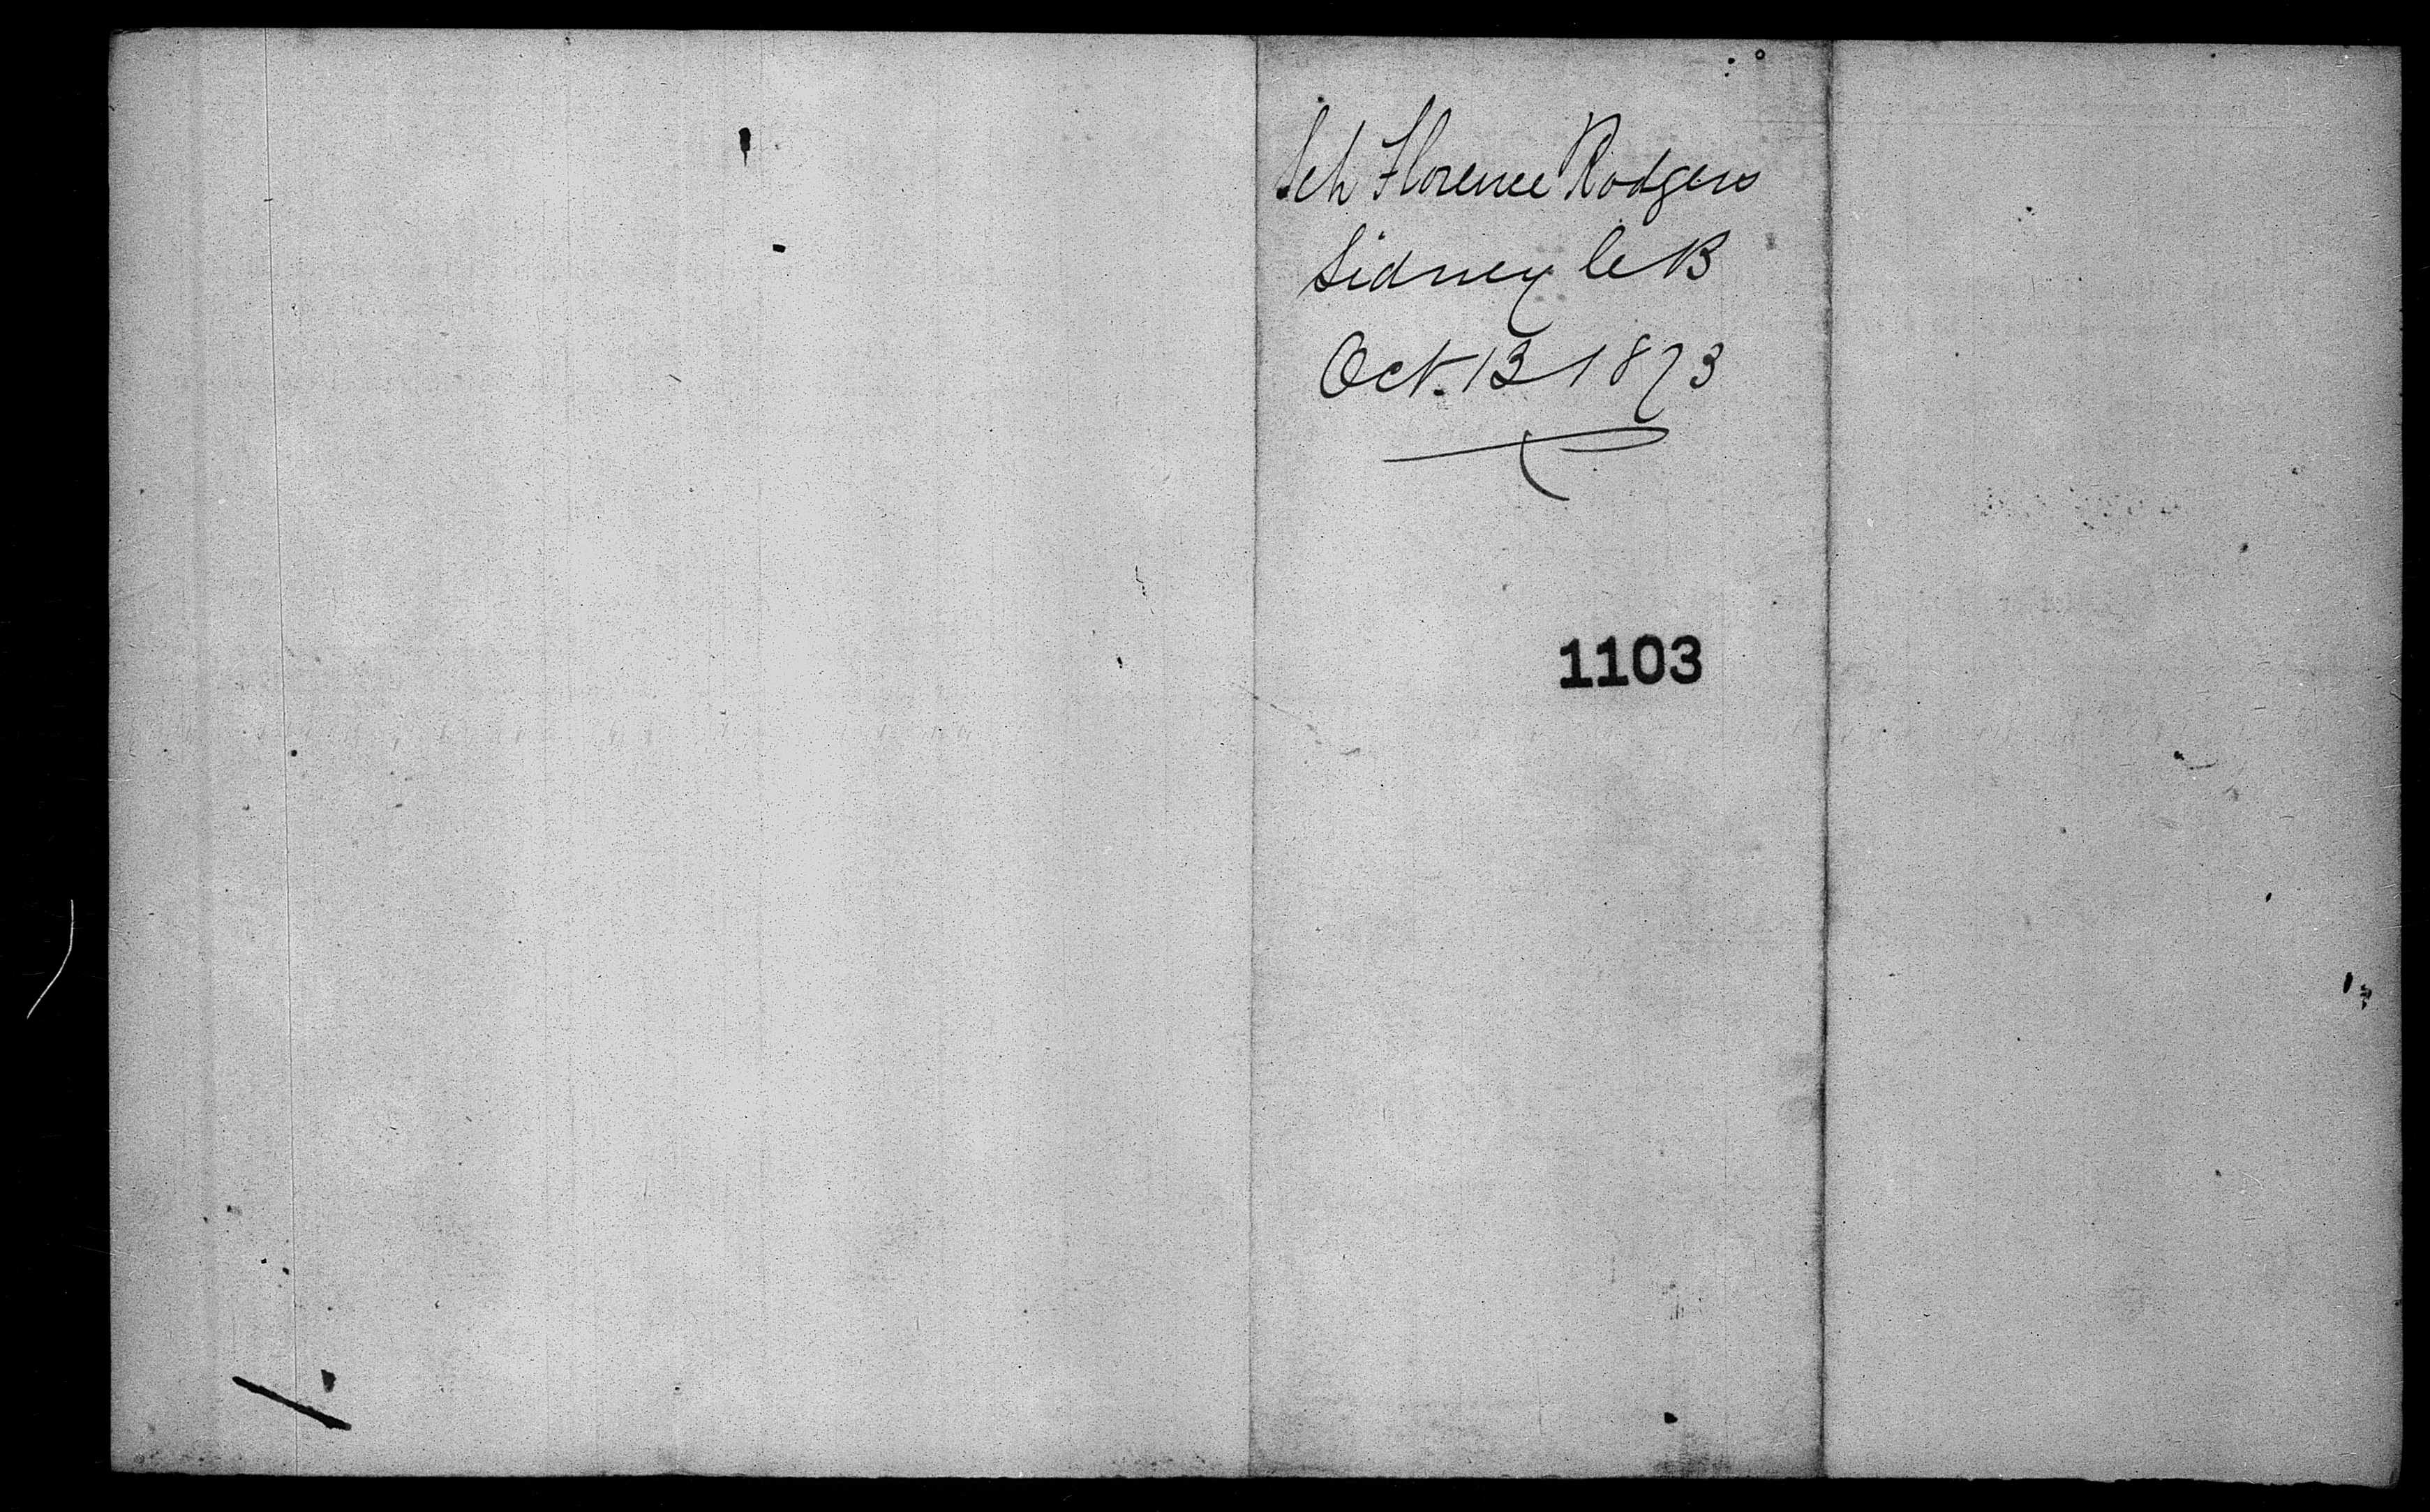 Sch Florence Rodgers
Sidney C B
Oct. 13 1873
1103